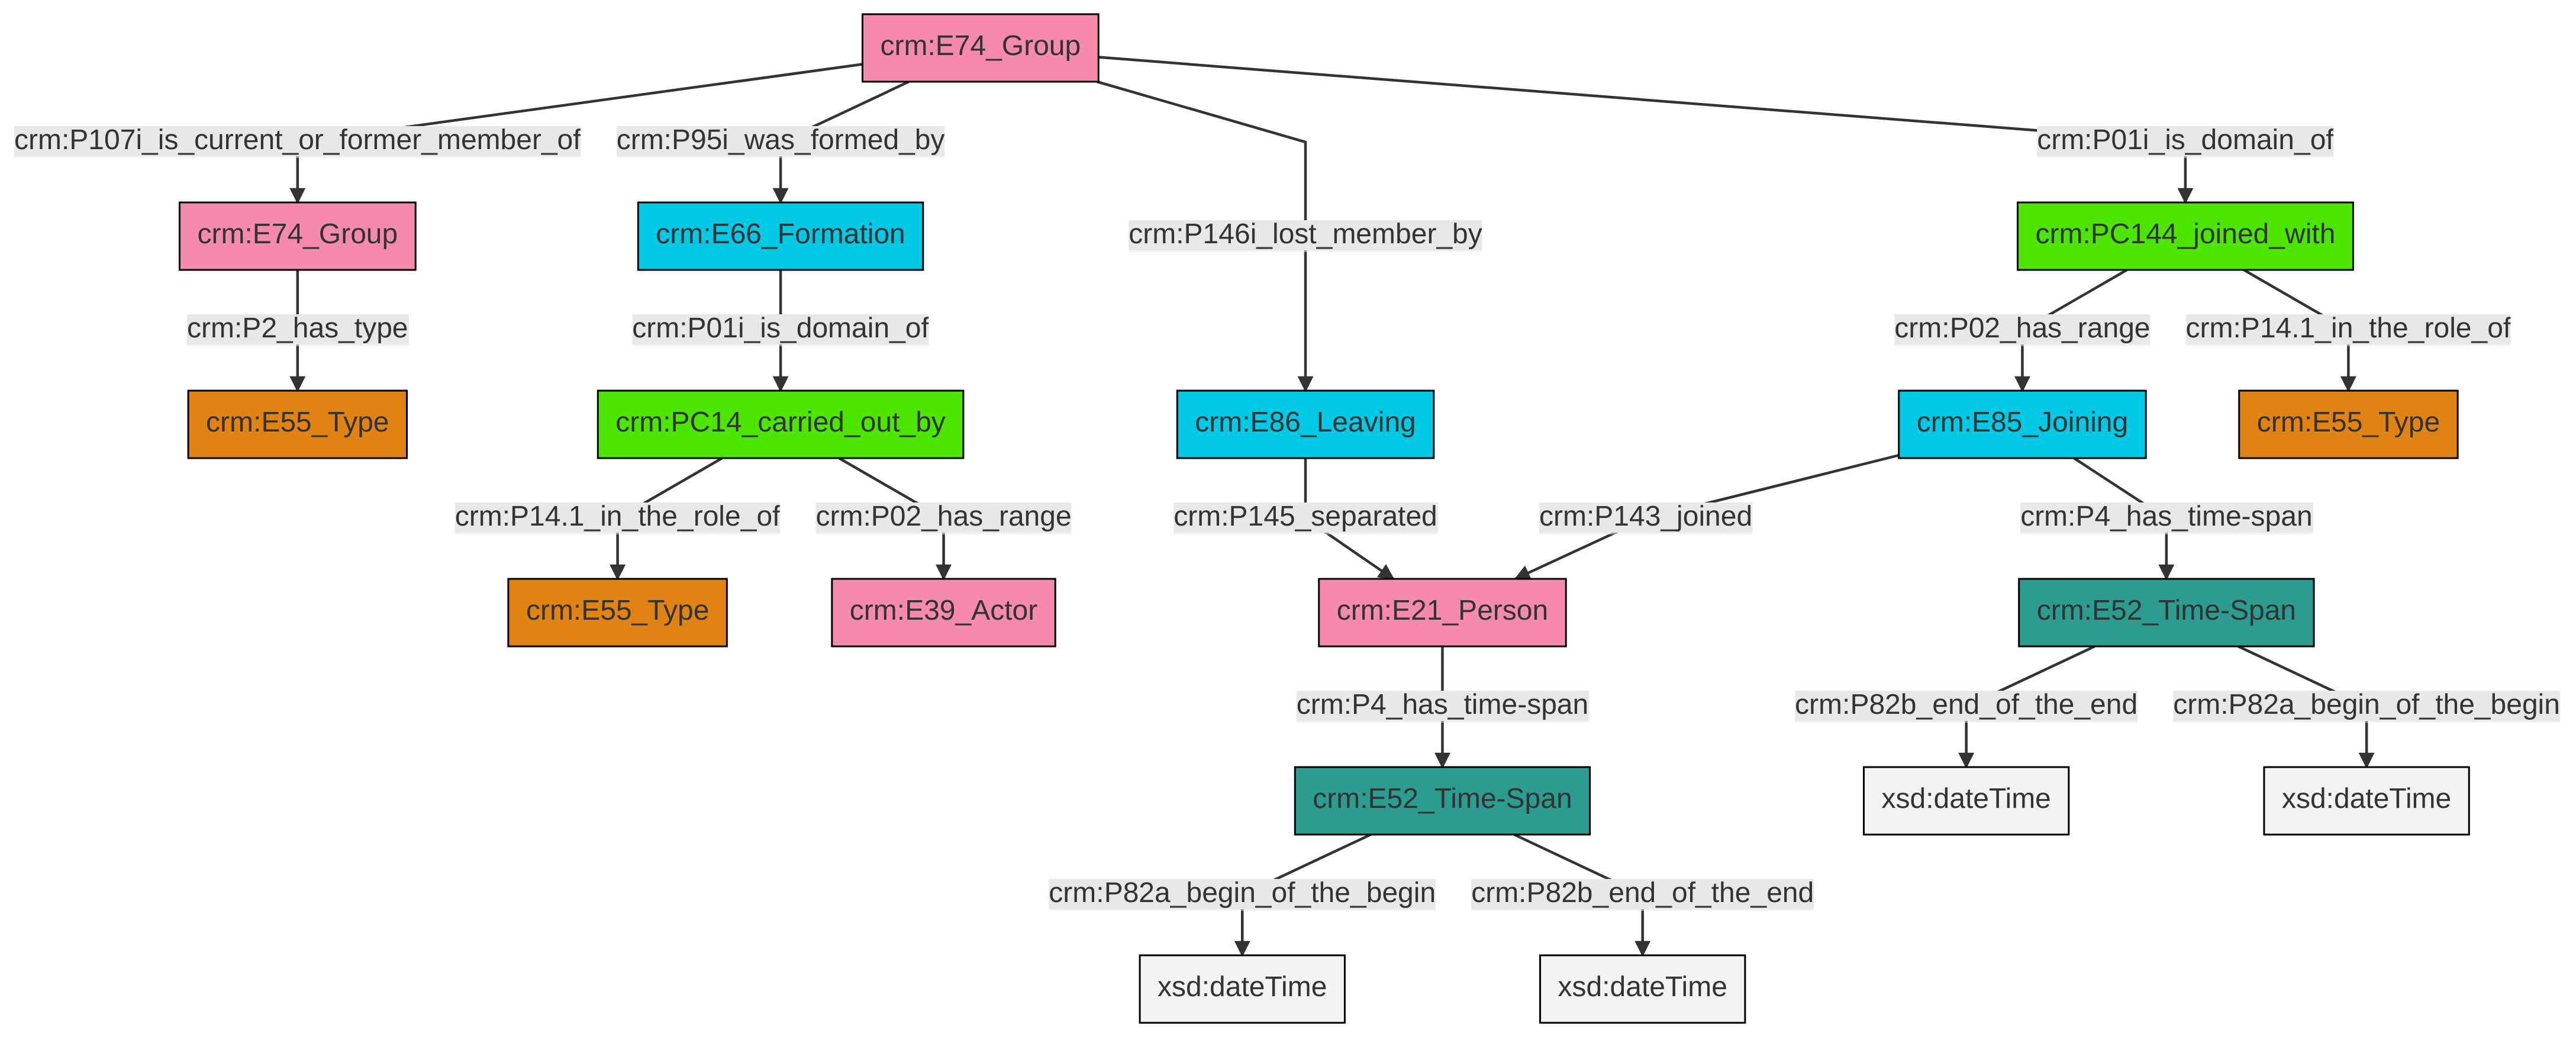 crm:E74_Group
crm:P107i_is_current_or_former_member_of
crm:P95i_was_formed_by
crm:P01i_is_domain_of
crm:E74_Group
crm:E66_Formation
crm:P146i_lost_member_by
crm:PC144_joined_with
crm:P2_has_type
crm:P01i_is_domain_of
crm:P02_has_range
crm:P14.1_in_the_role_of
crm:E55_Type
crm:PC14_carried_out_by
crm:E86_Leaving
crm:E85_Joining
crm:E55_Type
crm:P14.1_in_the_role_of
crm:P02_has_range
crm:P145_separated
crm:P143_joined
crm:P4_has_time-span
crm:E55_Type
crm:E39_Actor
crm:E21_Person
crm:E52_Time-Span
crm:P4_has_time-span
crm:P82b_end_of_the_end
crm:P82a_begin_of_the_begin
crm:E52_Time-Span
xsd:dateTime
xsd:dateTime
crm:P82a_begin_of_the_begin
crm:P82b_end_of_the_end
xsd:dateTime
xsd:dateTime